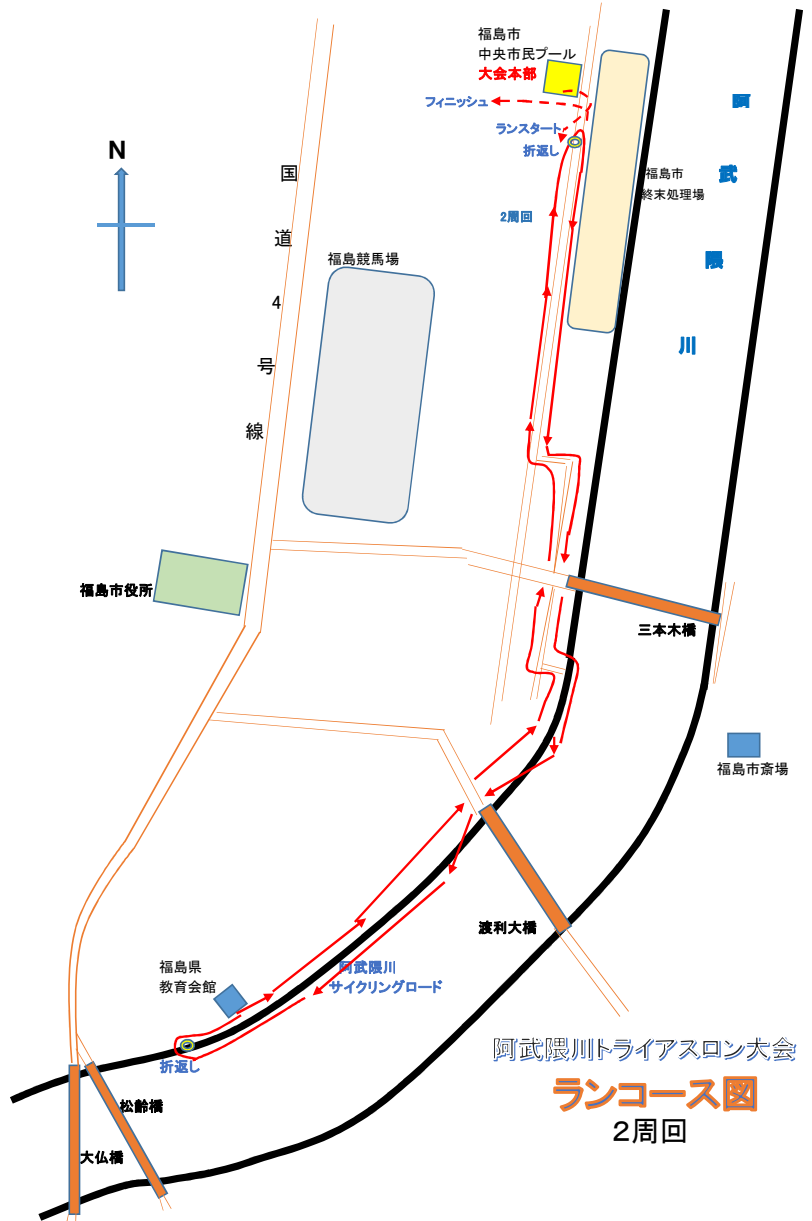 福島市
中央市民プール
大会本部
フィニッシュ
ランスタート
折返し
2周回
福島市
終末処理場
阿武隈川
N
国道4号線
福島競馬場
福島市役所
三本木橋
福島市斎場
渡利大橋
福島県
教育会館
阿武隈川
サイクリングロード
折返し
松齢橋
大仏橋
阿武隈川トライアスロン大会
ランコース図
2周回